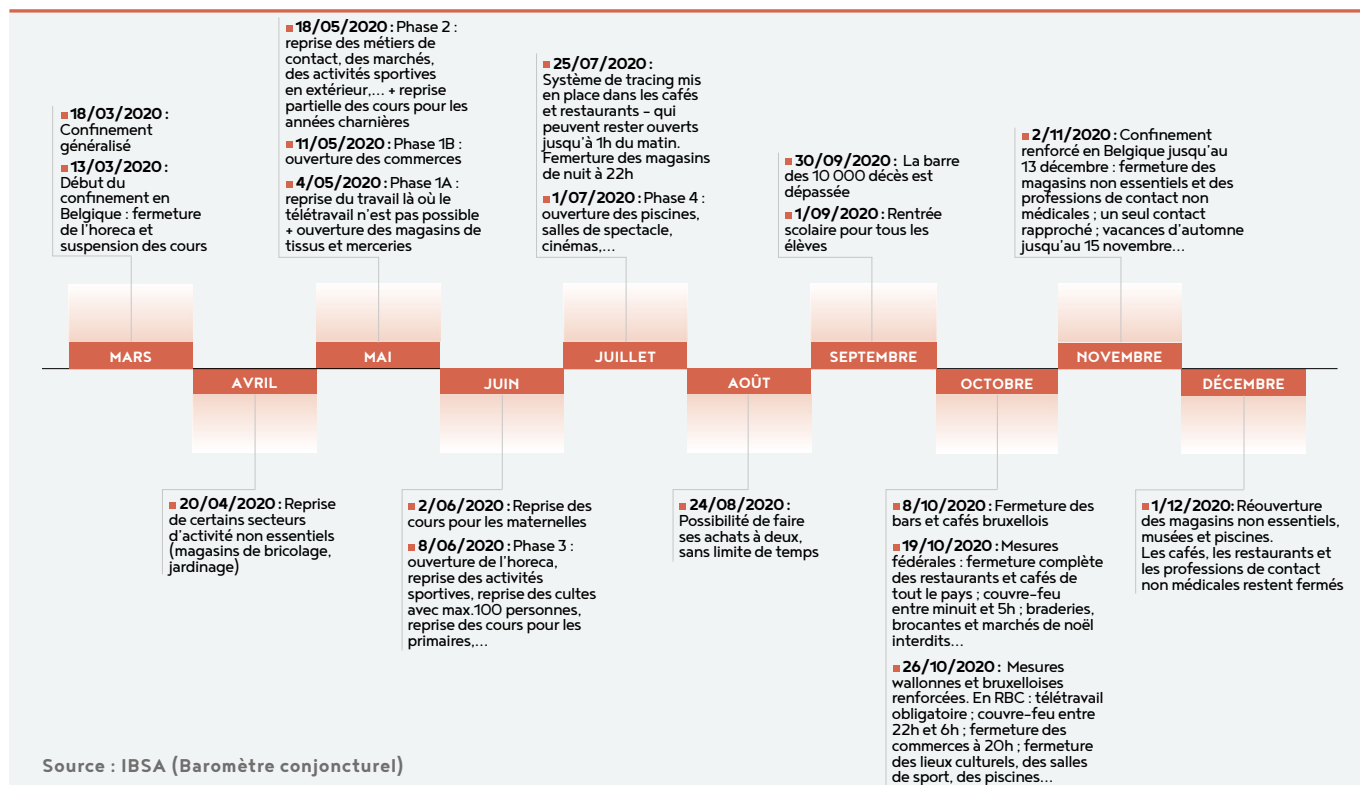 ■ 18/03/2020 :
Confinement
généralisé
■ 13/03/2020 :
Début du
confinement en
Belgique : fermeture
de l'horeca et
suspension des cours
■ 18/05/2020 : Phase 2 :
reprise des métiers de
contact, des marchés,
des activités sportives
en extérieur,... + reprise
partielle des cours pour les
années charnières
■ 11/05/2020 : Phase 1B :
ouverture des commerces
■ 4/05/2020 : Phase 1A :
reprise du travail là où le
télétravail n'est pas possible
+ ouverture des magasins de
tissus et merceries
■ 25/07/2020 :
Système de tracing mis
en place dans les cafés
et restaurants – qui
peuvent rester ouverts
jusqu'à 1h du matin.
Femerture des magasins
de nuit à 22h
■ 1/07/2020 : Phase 4 :
ouverture des piscines,
salles de spectacle,
cinémas,...
■ 30/09/2020 : La barre
des 10 000 décès est
dépassée
■ 1/09/2020 : Rentrée
scolaire pour tous les
élèves
■ 2/11/2020 : Confinement
renforcé en Belgique jusqu'au
13 décembre : fermeture des
magasins non essentiels et des
professions de contact non
médicales ; un seul contact
rapproché ; vacances d'automne
jusqu'au 15 novembre...
MARS
AVRIL
MAI
JUIN
JUILLET
AOÛT
SEPTEMBRE
OCTOBRE
NOVEMBRE
DÉCEMBRE
■ 20/04/2020 : Reprise
de certains secteurs
d'activité non essentiels
(magasins de bricolage,
jardinage)
■ 2/06/2020 : Reprise des
cours pour les maternelles
■ 8/06/2020 : Phase 3 :
ouverture de l'horeca,
reprise des activités
sportives, reprise des cultes
avec max.100 personnes,
reprise des cours pour les
primaires,...
■ 24/08/2020 :
Possibilité de faire
ses achats à deux,
sans limite de temps
■ 8/10/2020 : Fermeture des
bars et cafés bruxellois
■ 19/10/2020 : Mesures
fédérales : fermeture complète
des restaurants et cafés de
tout le pays ; couvre-feu
entre minuit et 5h ; braderies,
brocantes et marchés de noël
interdits...
■ 26/10/2020 : Mesures
wallonnes et bruxelloises
renforcées. En RBC : télétravail
obligatoire ; couvre-feu entre
22h et 6h ; fermeture des
commerces à 20h ; fermeture
des lieux culturels, des salles
de sport, des piscines...
■ 1/12/2020: Réouverture
des magasins non essentiels,
musées et piscines.
Les cafés, les restaurants et
les professions de contact
non médicales restent fermés
Source : IBSA (Baromètre conjoncturel)